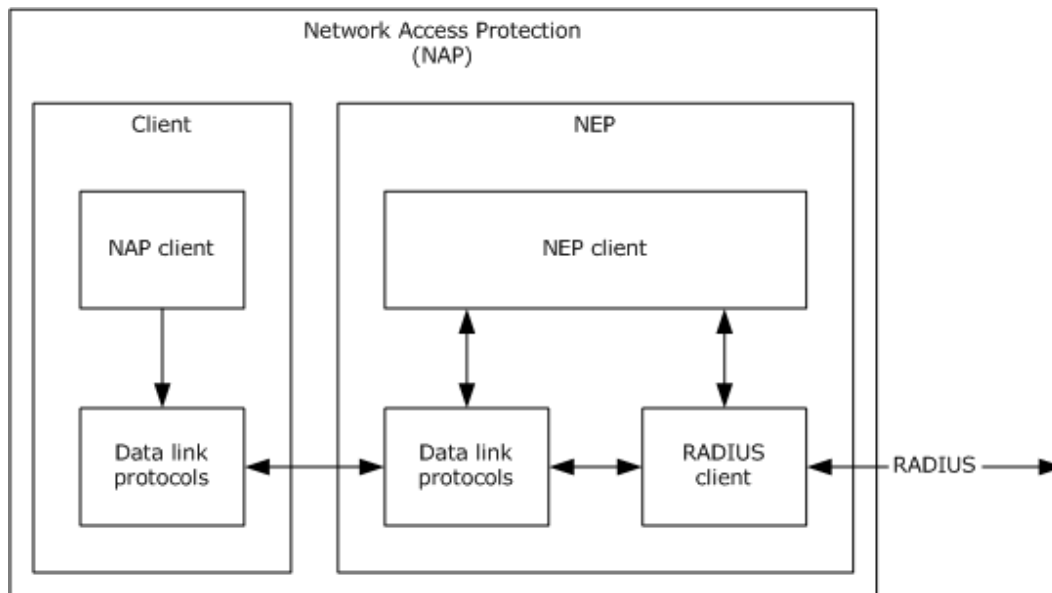 Network Access Protection
(NAP)
Client
NEP
NAP client
NEP client
Data link
protocols
Data link
protocols
RADIUS
client
RADIUS